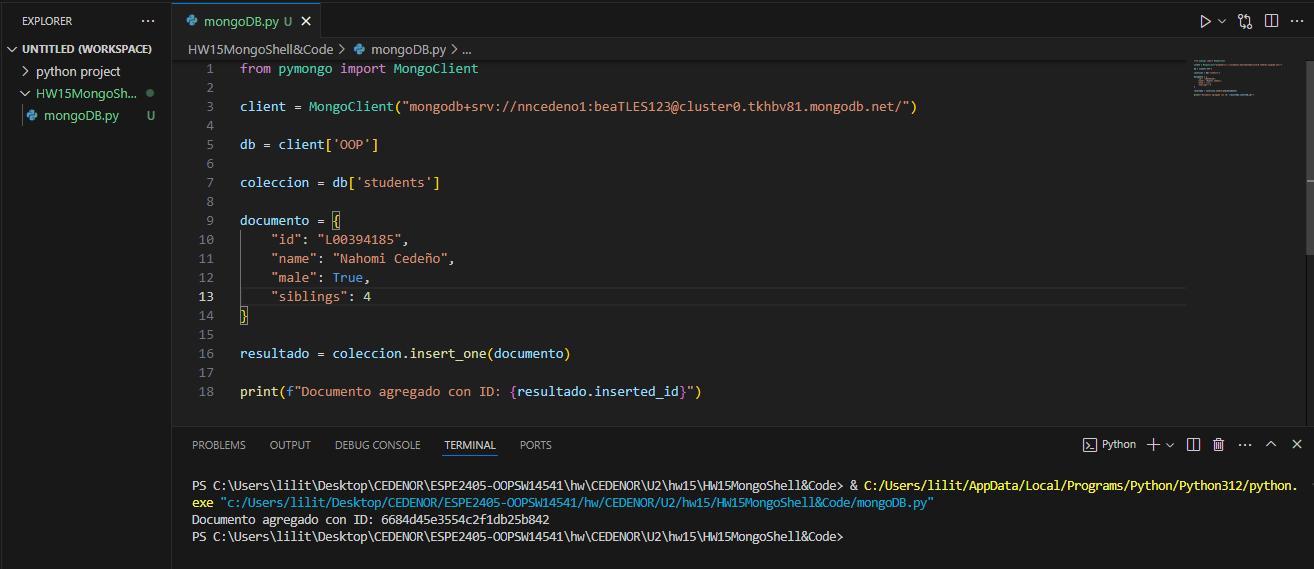 EXPLORER ...
UNTITLED (WORKSPACE)
python project
HW15MongoSh...
mongoDB.py U
mongoDB.py U
HW15MongoShell&Code > mongoDB.py > ...
1 from pymongo import MongoClient
2
3 client = MongoClient("mongodb+srv://nncedeno1:beaTLES123@cluster0.tkhbv81.mongodb.net/")
4
5 db = client['OOP']
6
7 coleccion = db['students']
8
9 documento = {
10 "id": "L00394185",
11 "name": "Nahomi Cedeño",
12 "male": True,
13 "siblings": 4
14 }
15
16 resultado = coleccion.insert_one(documento)
17
18 print(f"Documento agregado con ID: {resultado.inserted_id}")
PROBLEMS OUTPUT DEBUG CONSOLE TERMINAL PORTS Python
PS C:\Users\lilit\Desktop\CEDENOR\ESPE2405-OOPSW14541\hw\CEDENOR\U2\hw15\HW15MongoShell&Code> & C:/Users/lilit/AppData/Local/Programs/Python/Python312/python.
exe "c:/Users/lilit/Desktop/CEDENOR/ESPE2405-OOPSW14541/hw/CEDENOR/U2/hw15/HW15MongoShell&Code/mongoDB.py"
Documento agregado con ID: 6684d45e3554c2f1db25b842
PS C:\Users\lilit\Desktop\CEDENOR\ESPE2405-OOPSW14541\hw\CEDENOR\U2\hw15\HW15MongoShell&Code>